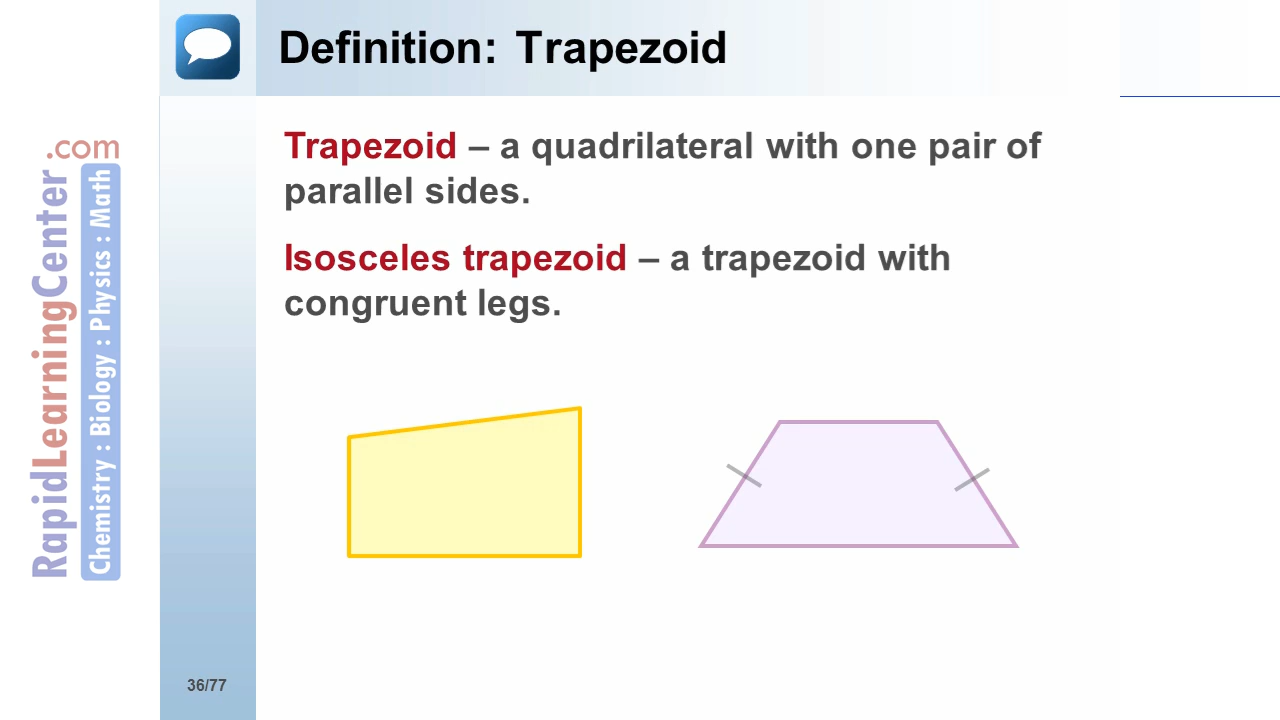 Definition: Trapezoid
Trapezoid – a quadrilateral with one pair of
parallel sides.
Isosceles trapezoid – a trapezoid with
congruent legs.
RapidLearningCenter.com
Chemistry : Biology : Physics : Math
36/77